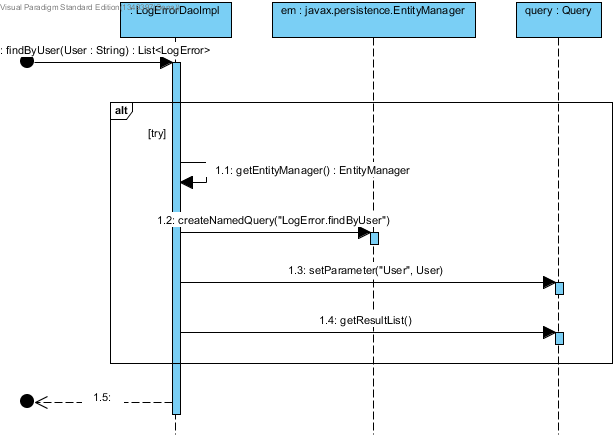 Visual Paradigm Standard Edition
: LogErrorDaoImpl
em : javax.persistence.EntityManager
query : Query
: findByUser(User : String) : List<LogError>
alt
[try]
1.1: getEntityManager() : EntityManager
1.2: createNamedQuery("LogError.findByUser")
1.3: setParameter("User", User)
1.4: getResultList()
1.5: